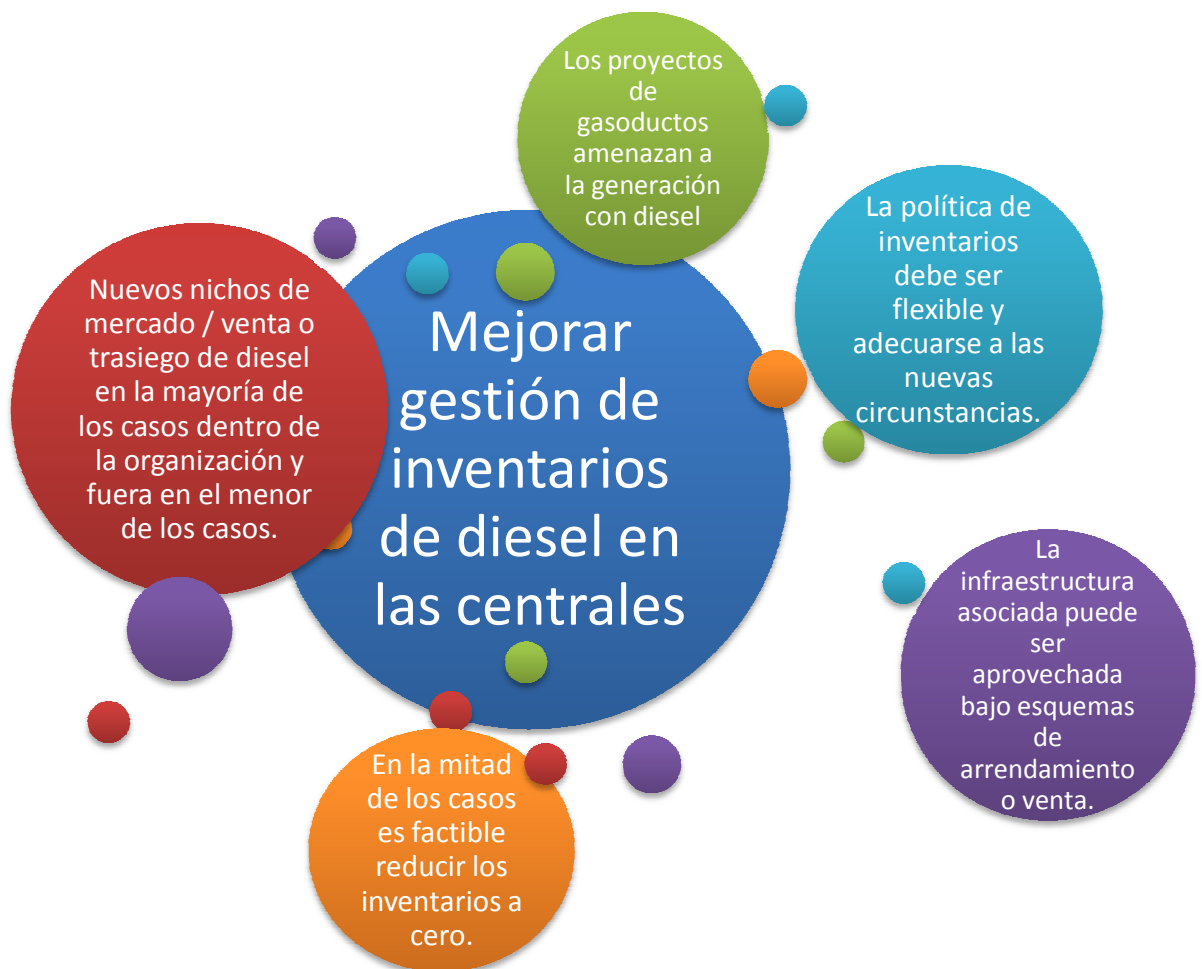 Los proyectos
de
gasoductos
amenazan a
la generación
con diesel
La política de
inventarios
debe ser
flexible y
adecuarse a las
nuevas
circunstancias.
Nuevos nichos de
mercado / venta o
trasiego de diesel
en la mayoría de
los casos dentro de
la organización y
fuera en el menor
de los casos.
Mejorar
gestión de
inventarios
de diesel en
las centrales
La
infraestructura
asociada puede
ser
aprovechada
bajo esquemas
de
arrendamiento
o venta.
En la mitad
de los casos
es factible
reducir los
inventarios a
cero.